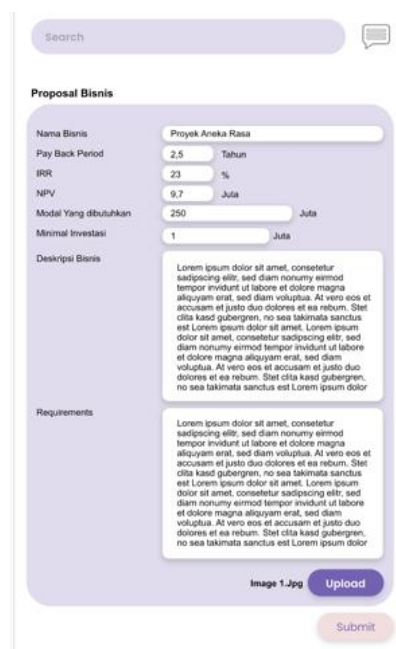 Search
Proposal Bisnis
Nama Bisnis Proyek Aneka Rasa
Pay Back Period 2,5 Tahun
IRR 23 %
NPV 9,7 Juta
Modal Yang dibutuhkan 250 Juta
Minimal Investasi 1 Juta
Deskripsi Bisnis
Lorem ipsum dolor sit amet, consetetur
sadipscing elitr, sed diam nonumy eirmod
tempor invidunt ut labore et dolore magna
aliquyam erat, sed diam voluptua. At vero eos et
accusam et justo duo dolores et ea rebum. Stet
clita kasd gubergren, no sea takimata sanctus
est Lorem ipsum dolor sit amet. Lorem ipsum
dolor sit amet, consetetur sadipscing elitr, sed
diam nonumy eirmod tempor invidunt ut labore
et dolore magna aliquyam erat, sed diam
voluptua. At vero eos et accusam et justo duo
dolores et ea rebum. Stet clita kasd gubergren,
no sea takimata sanctus est Lorem ipsum dolor
Requirements
Lorem ipsum dolor sit amet, consetetur
sadipscing elitr, sed diam nonumy eirmod
tempor invidunt ut labore et dolore magna
aliquyam erat, sed diam voluptua. At vero eos et
accusam et justo duo dolores et ea rebum. Stet
clita kasd gubergren, no sea takimata sanctus
est Lorem ipsum dolor sit amet. Lorem ipsum
dolor sit amet, consetetur sadipscing elitr, sed
diam nonumy eirmod tempor invidunt ut labore
et dolore magna aliquyam erat, sed diam
voluptua. At vero eos et accusam et justo duo
dolores et ea rebum. Stet clita kasd gubergren,
no sea takimata sanctus est Lorem ipsum dolor
Image 1.Jpg Upload
Submit